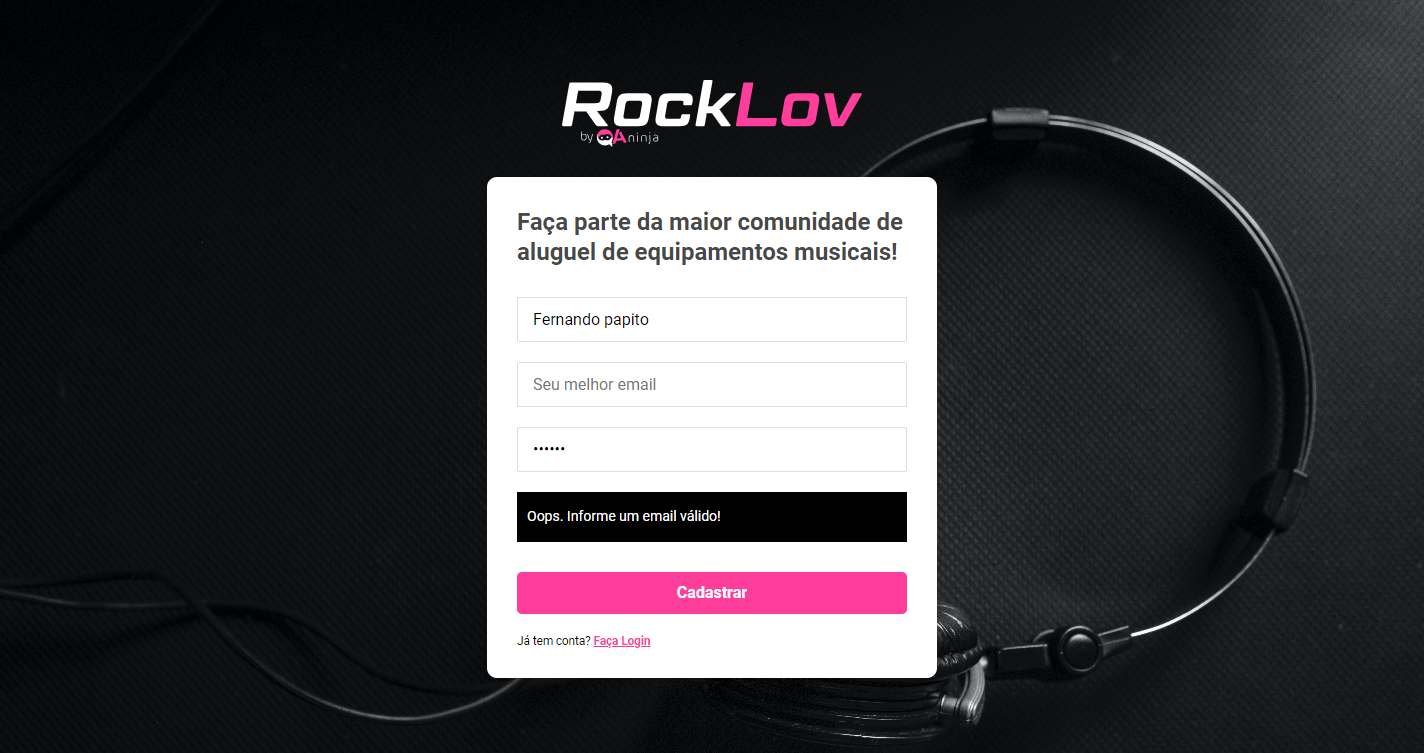 RockLov
by QAninja
Faça parte da maior comunidade de
aluguel de equipamentos musicais!
Fernando papito
Seu melhor email
••••••
Oops. Informe um email válido!
Cadastrar
Já tem conta? Faça Login